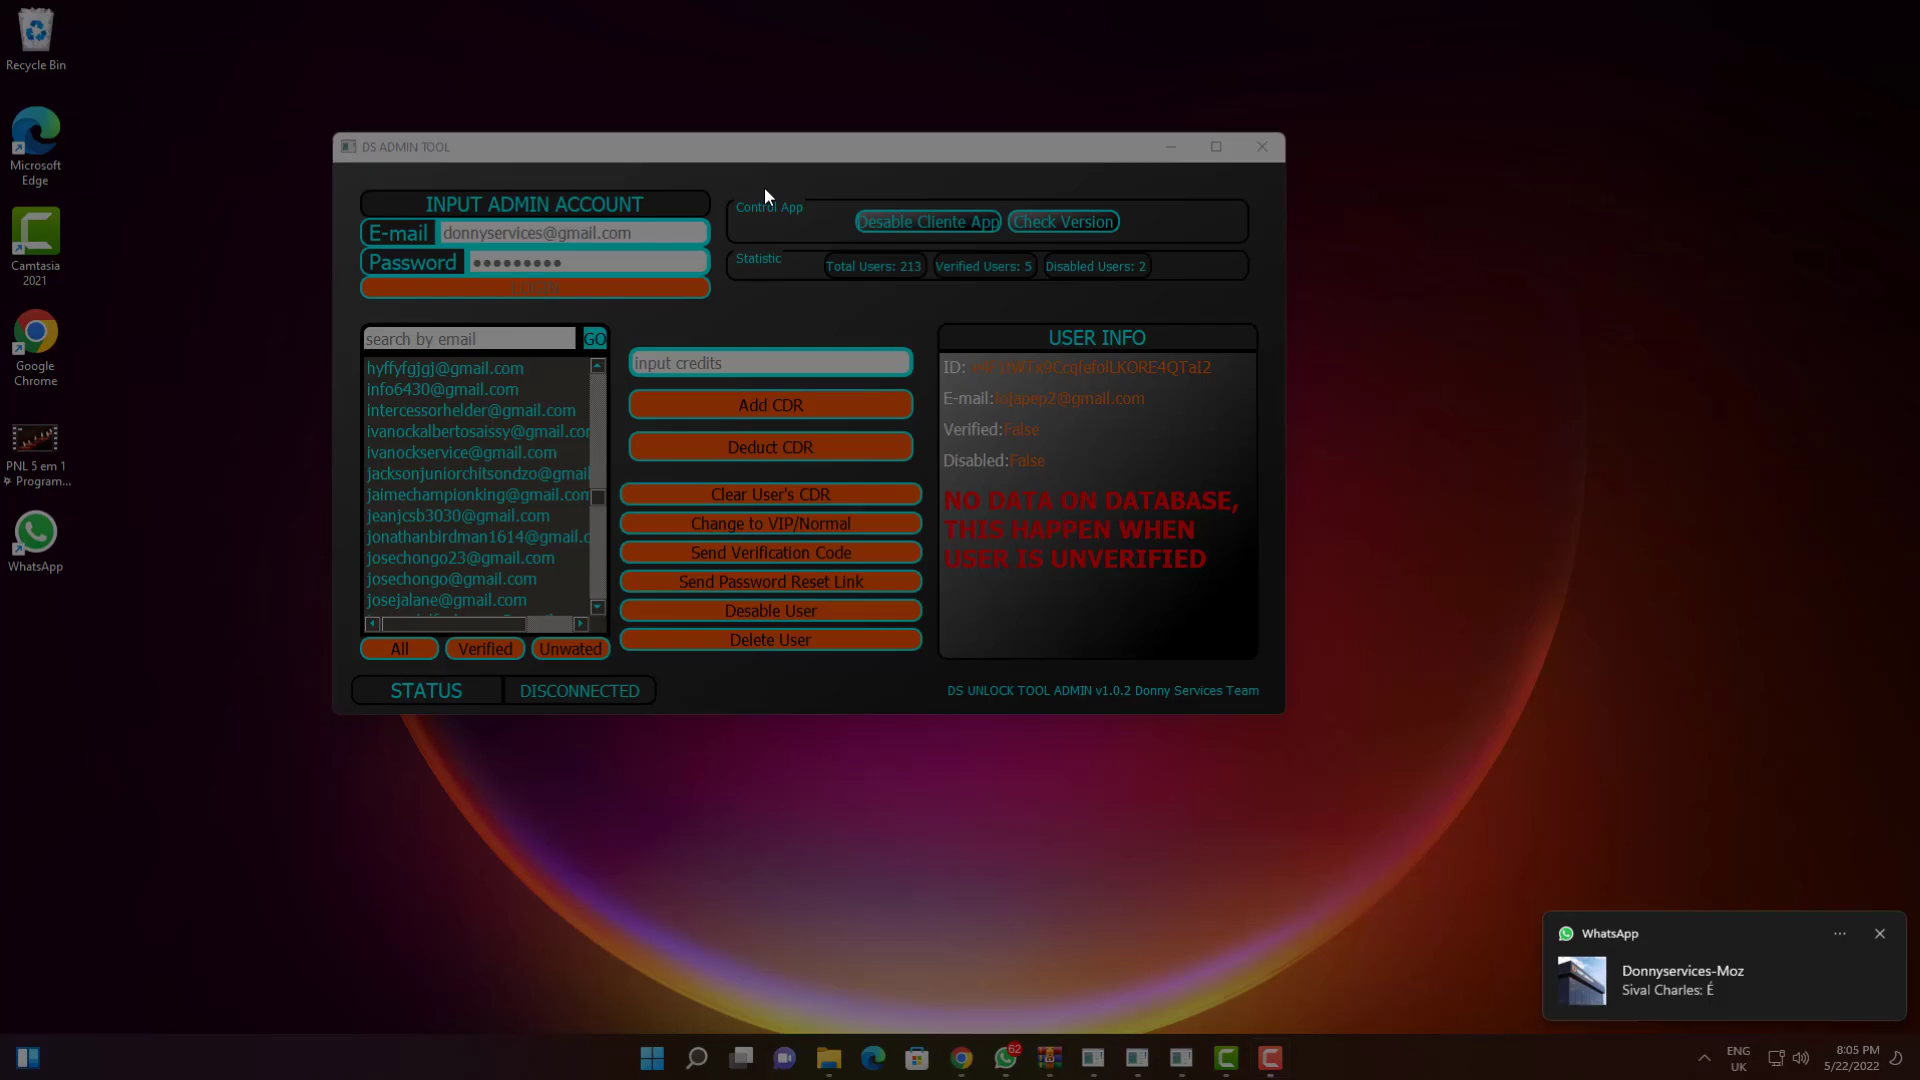 Recycle Bin
Microsoft
Edge
Camtasia
2021
Google
Chrome
PNL 5 em 1
Program...
WhatsApp
DS ADMIN TOOL
INPUT ADMIN ACCOUNT
E-mail donnyservices@gmail.com
Password •••••••••
Control App
Desable Cliente App Check Version
Statistic
Total Users: 213 Verified Users: 5 Disabled Users: 2
search by email GO
hyffyfgjgj@gmail.com
info6430@gmail.com
intercessorhelder@gmail.com
ivanockalbertosaissy@gmail.com
ivanockservice@gmail.com
jacksonjuniorchitsondzo@gmail
jaimechampionking@gmail.com
jeanjcsb3030@gmail.com
jonathanbirdman1614@gmail.c
josechongo23@gmail.com
josechongo@gmail.com
josejalane@gmail.com
All Verified Unwated
input credits
Add CDR
Deduct CDR
Clear User's CDR
Change to VIP/Normal
Send Verification Code
Send Password Reset Link
Desable User
Delete User
USER INFO
ID:
E-mail:lojapep2@gmail.com
Verified:False
Disabled:False
NO DATA ON DATABASE,
THIS HAPPEN WHEN
USER IS UNVERIFIED
STATUS DISCONNECTED
DS UNLOCK TOOL ADMIN v1.0.2 Donny Services Team
WhatsApp
Donnyservices-Moz
Sival Charles: É
62
ENG
UK
8:05 PM
5/22/2022